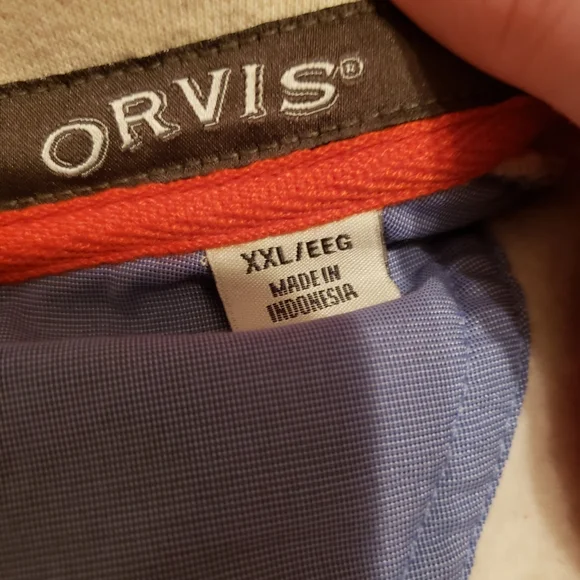 ORVIS®
XXL/EEG
MADE IN
INDONESIA